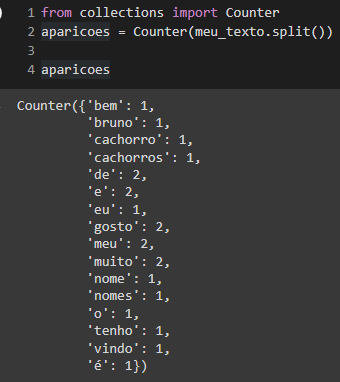 1 from collections import Counter
2 aparicoes = Counter(meu_texto.split())
3
4 aparicoes
Counter({'bem': 1,
'bruno': 1,
'cachorro': 1,
'cachorros': 1,
'de': 2,
'e': 2,
'eu': 1,
'gosto': 2,
'meu': 2,
'muito': 2,
'nome': 1,
'nomes': 1,
'o': 1,
'tenho': 1,
'vindo': 1,
'é': 1})